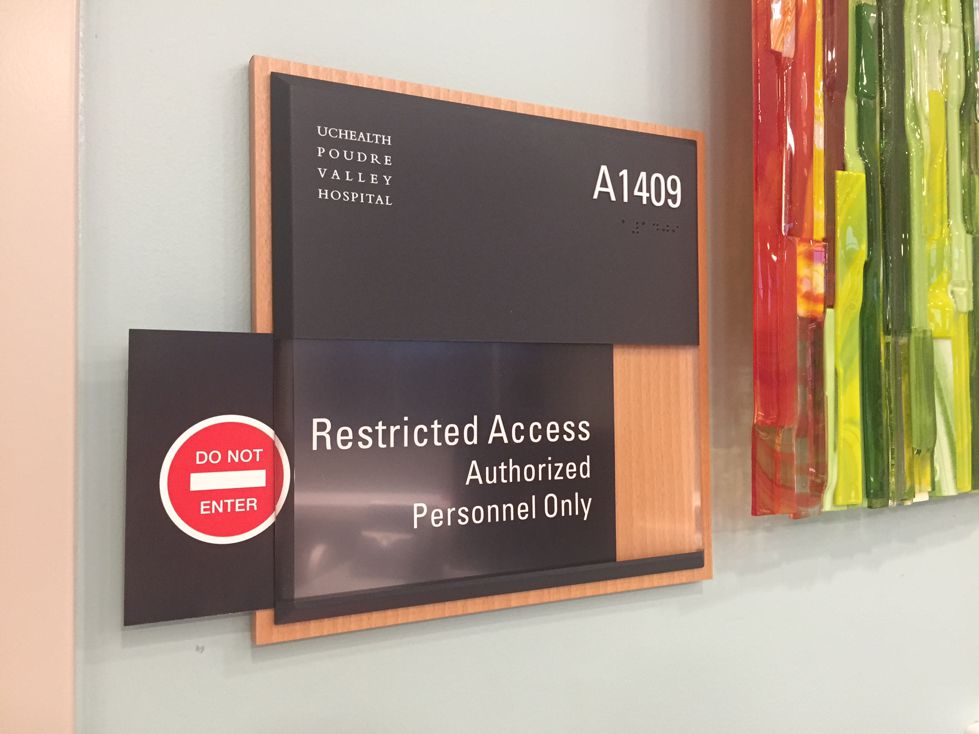 UCHEALTH
POUDRE
VALLEY
HOSPITAL
A1409
DO NOT
ENTER
Restricted Access
Authorized
Personnel Only